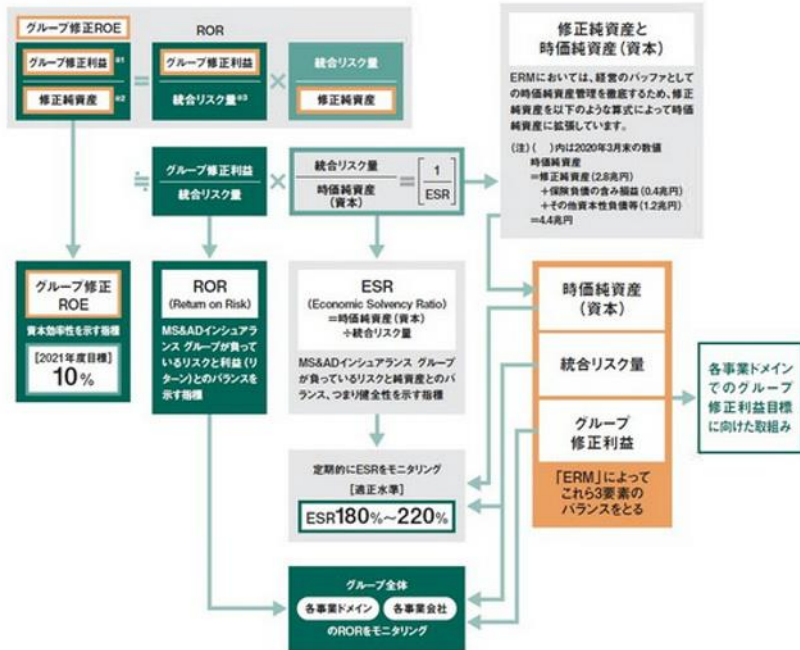 グループ修正ROE
グループ修正利益 ※1
修正純資産 ※2
=
ROR
グループ修正利益
統合リスク量※3
×
統合リスク量
修正純資産
≒
グループ修正利益
統合リスク量
×
統合リスク量
時価純資産
(資本)
=
1
ESR
修正純資産と
時価純資産(資本)
ERMにおいては、経営のバッファとして
の時価純資産管理を徹底するため、修正
純資産を以下のような算式によって時価
純資産に拡張しています。
(注)( )内は2020年3月末の数値
時価純資産
=修正純資産(2.8兆円)
+保険負債の含み損益(0.4兆円)
+その他資本性負債等(1.2兆円)
=4.4兆円
グループ修正
ROE
資本効率性を示す指標
[2021年度目標]
10%
ROR
(Return on Risk)
MS&ADインシュアラ
ンス グループが負って
いるリスクと利益(リ
ターン)とのバランスを
示す指標
ESR
(Economic Solvency Ratio)
=時価純資産(資本)
÷統合リスク量
MS&ADインシュアランス グループ
が負っているリスクと純資産とのバ
ランス、つまり健全性を示す指標
時価純資産
(資本)
統合リスク量
グループ
修正利益
「ERM」によって
これら3要素の
バランスをとる
各事業ドメイン
でのグループ
修正利益目標
に向けた取組み
定期的にESRをモニタリング
[適正水準]
ESR180%~220%
グループ全体
各事業ドメイン 各事業会社
のRORをモニタリング